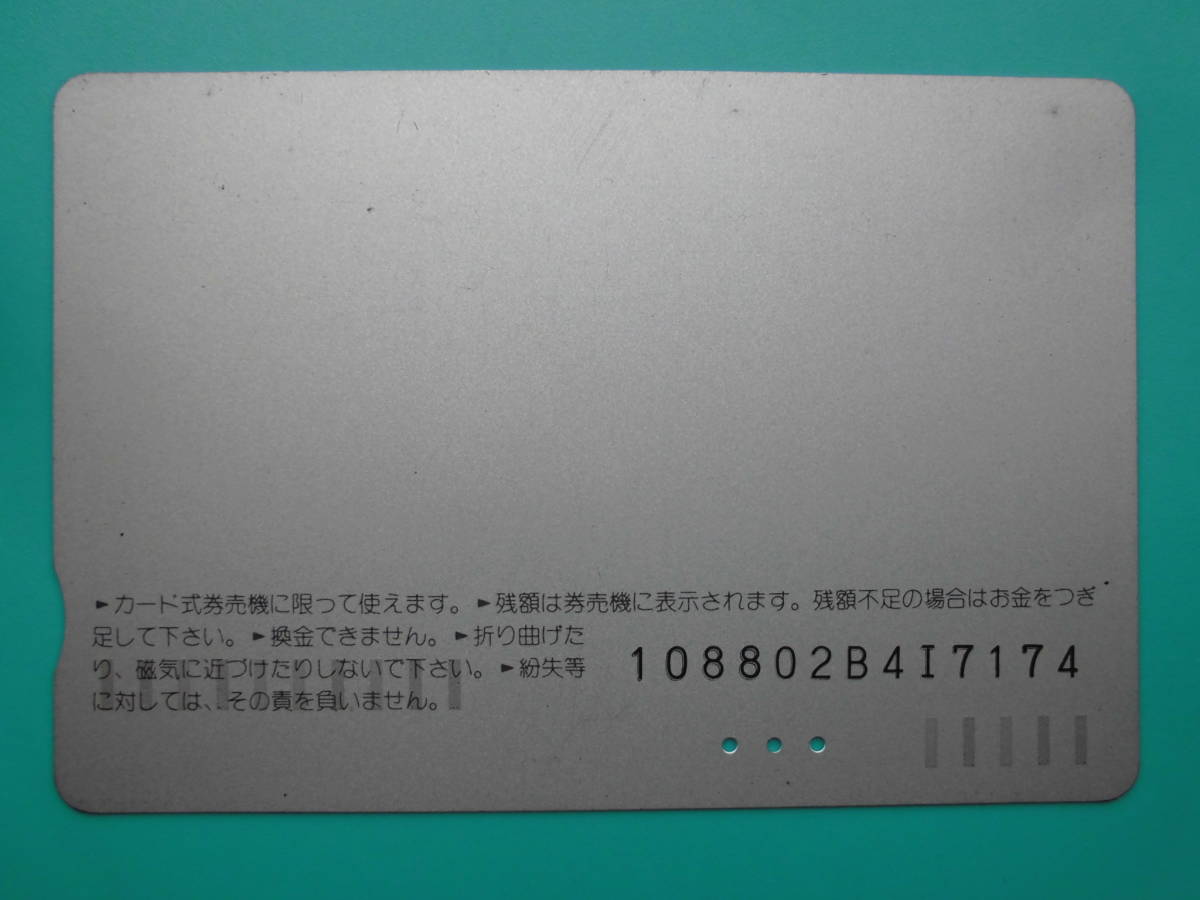 ►カード式券売機に限って使えます。►残額は券売機に表示されます。残額不足の場合はお金をつぎ
足して下さい。►換金できません。►折り曲げた
り、磁気に近づけたりしないで下さい。►紛失等
に対しては、その責を負いません。
108802B4I7174